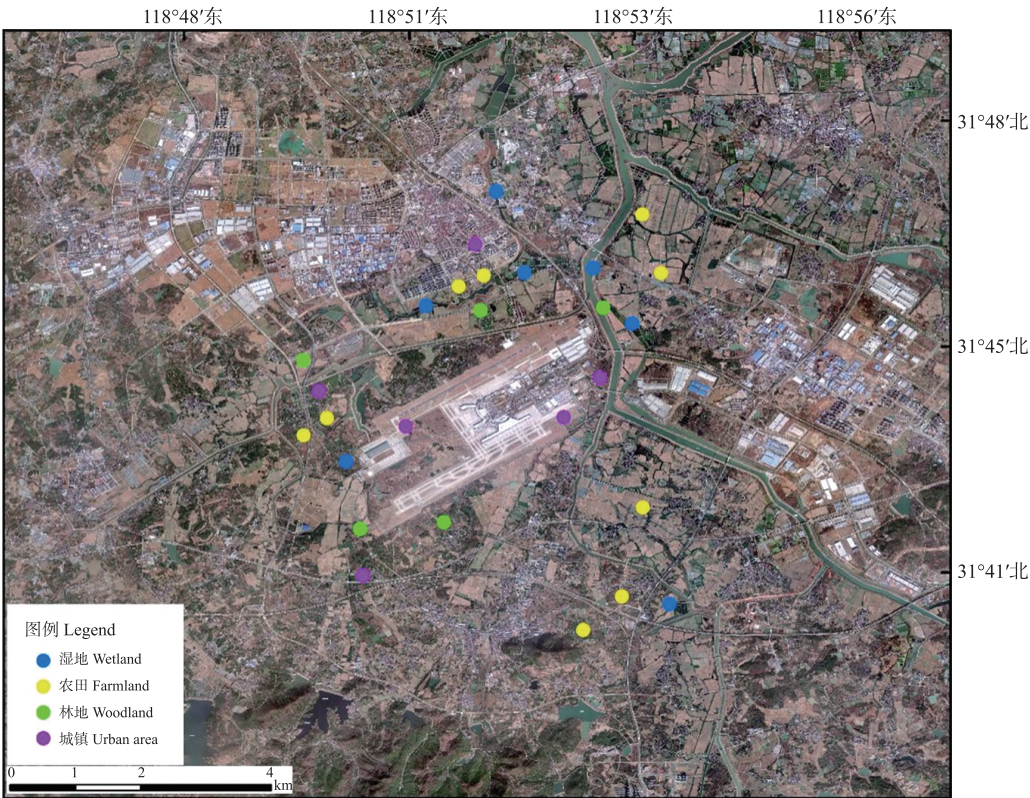 118°48′东
118°51′东
118°53′东
118°56′东
31°48′北
31°45′北
31°41′北
图例 Legend
湿地 Wetland
农田 Farmland
林地 Woodland
城镇 Urban area
0 1 2 4
km